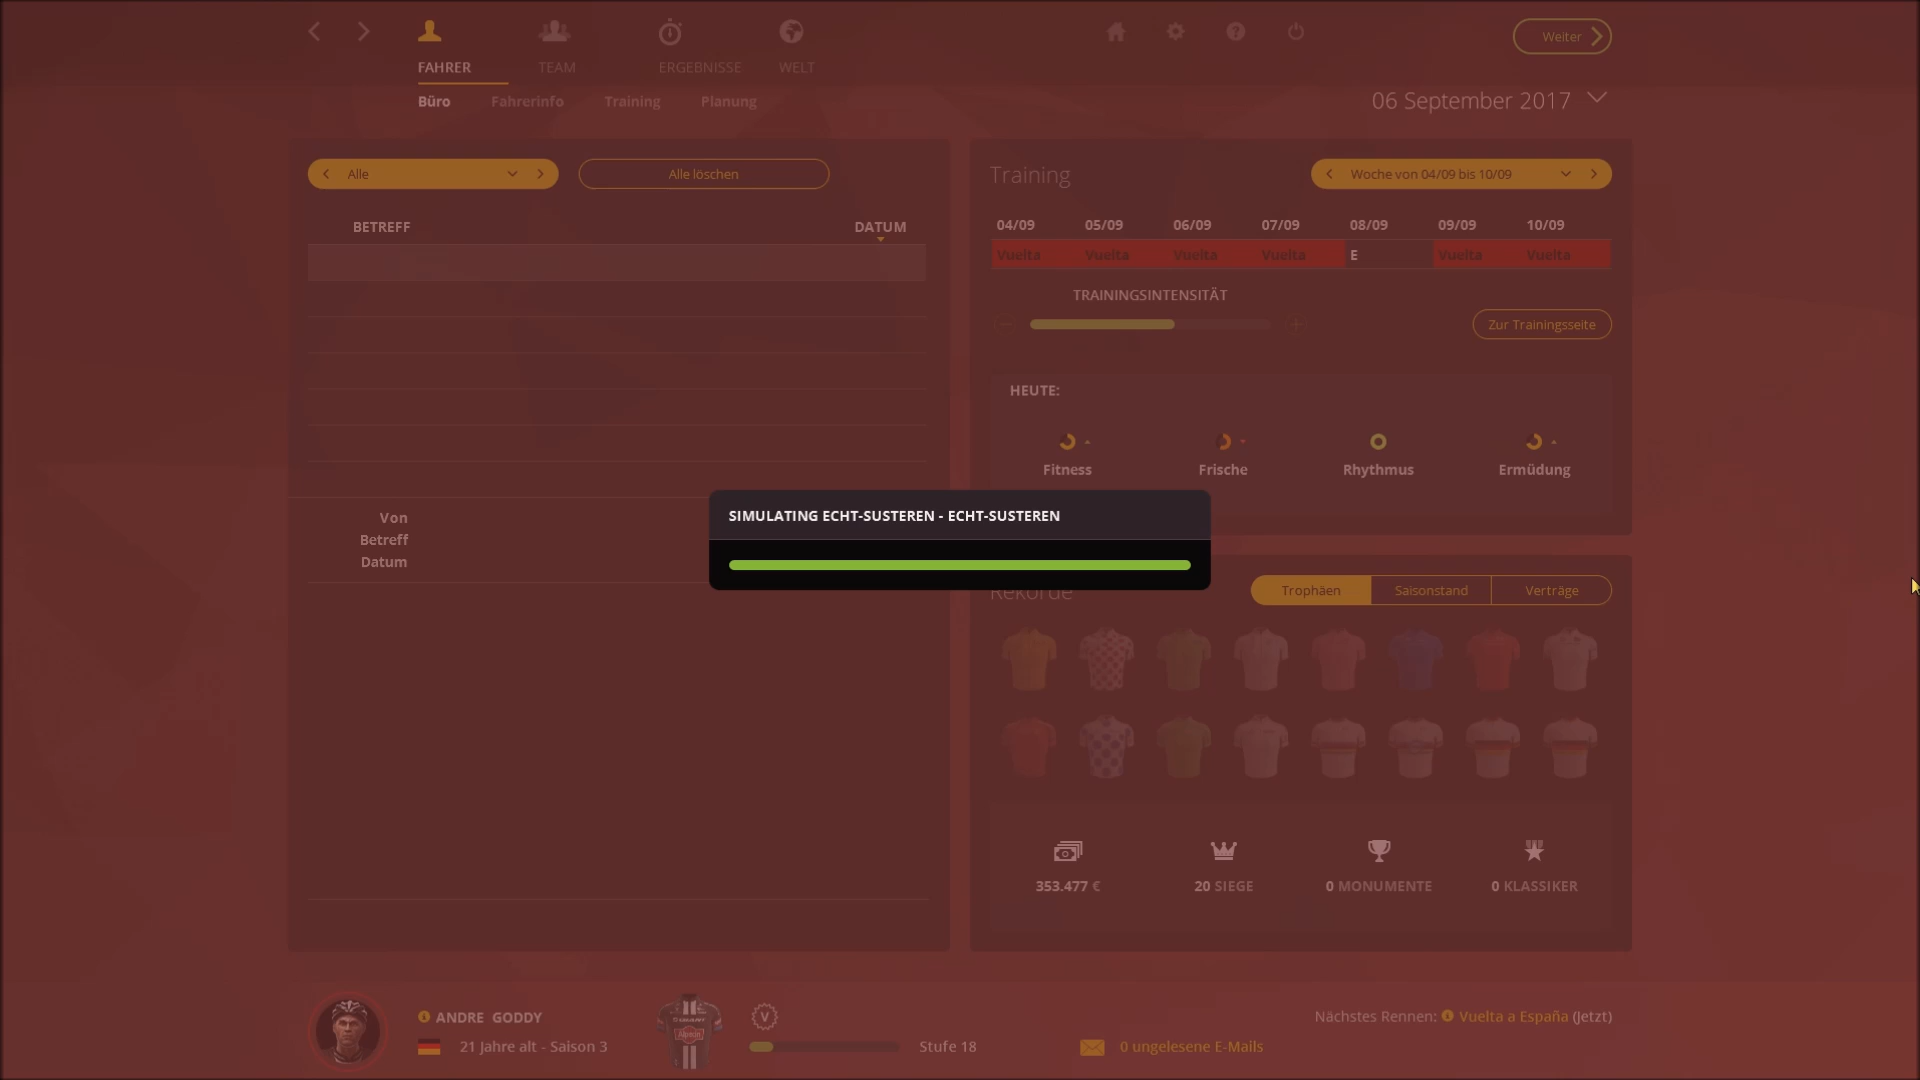 FAHRER
TEAM
ERGEBNISSE
WELT
Weiter
Büro
Fahrerinfo
Training
Planung
06 September 2017
Alle
Alle löschen
BETREFF
DATUM
Training
Woche von 04/09 bis 10/09
04/09 05/09 06/09 07/09 08/09 09/09 10/09
Vuelta Vuelta Vuelta Vuelta E Vuelta Vuelta
TRAININGSINTENSITÄT
Zur Trainingsseite
HEUTE:
Fitness
Frische
Rhythmus
Ermüdung
Von
Betreff
Datum
SIMULATING ECHT-SUSTEREN - ECHT-SUSTEREN
Rekorde
Trophäen
Saisonstand
Verträge
353.477 €
20 SIEGE
0 MONUMENTE
0 KLASSIKER
ANDRE GODDY
21 Jahre alt - Saison 3
V
Stufe 18
0 ungelesene E-Mails
Nächstes Rennen: Vuelta a España (Jetzt)